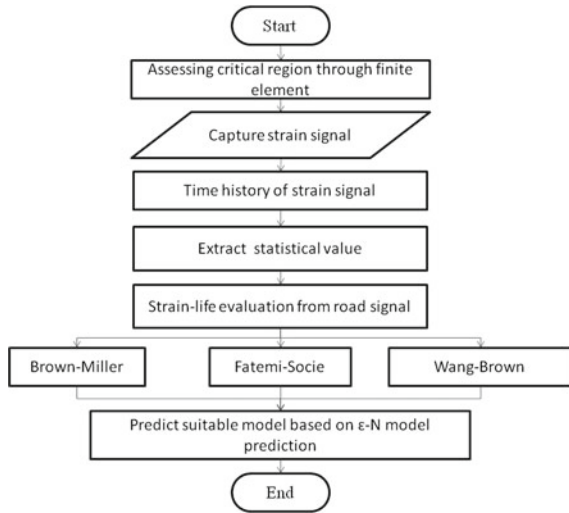 Start
Assessing critical region through finite
element
Capture strain signal
Time history of strain signal
Extract statistical value
Strain-life evaluation from road signal
Brown-Miller
Fatemi-Socie
Wang-Brown
Predict suitable model based on ε-N model
prediction
End